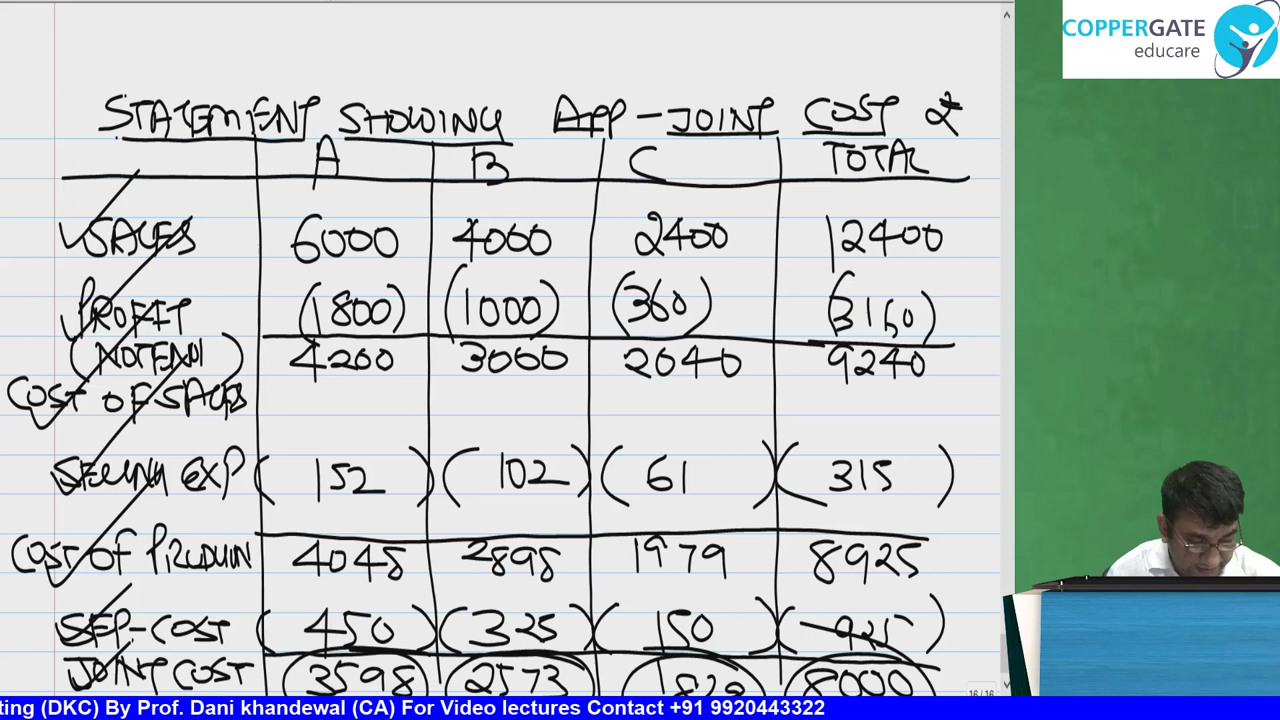 COPPERGATE
educare
STATEMENT SHOWING APP-JOINT COST ₹
A B C TOTAL
SALES 6000 4000 2400 12400
PROFIT (1800) (1000) (360) (3160)
4200 3000 2040 9240
COST OF SALES
SELLING EXP (152) (102) (61) (315)
COST OF 4048 2898 1979 8925
SEP-COST (450) (325) (150) (925)
JOINT COST 3598 2573 1829 8000
16/16
ting (DKC) By Prof. Dani khandewal (CA) For Video lectures Contact +91 9920443322